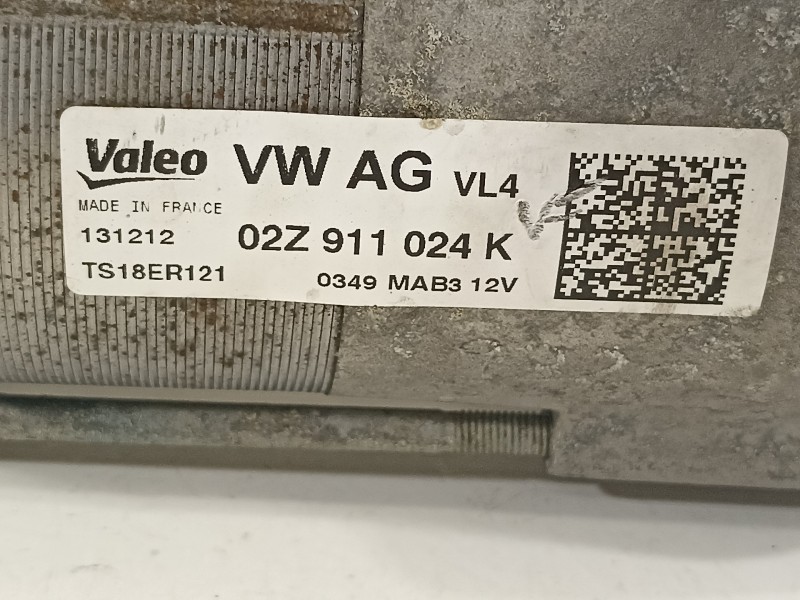 Valeo VW AG VL4
MADE IN FRANCE
131212 02Z 911 024 K
TS18ER121 0349 MAB3 12V